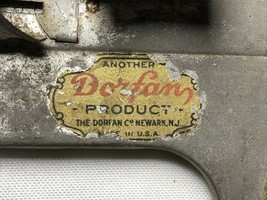 ANOTHER
Dorfan
- PRODUCT -
THE DORFAN CO. NEWARK, N.J.
MADE IN U.S.A.